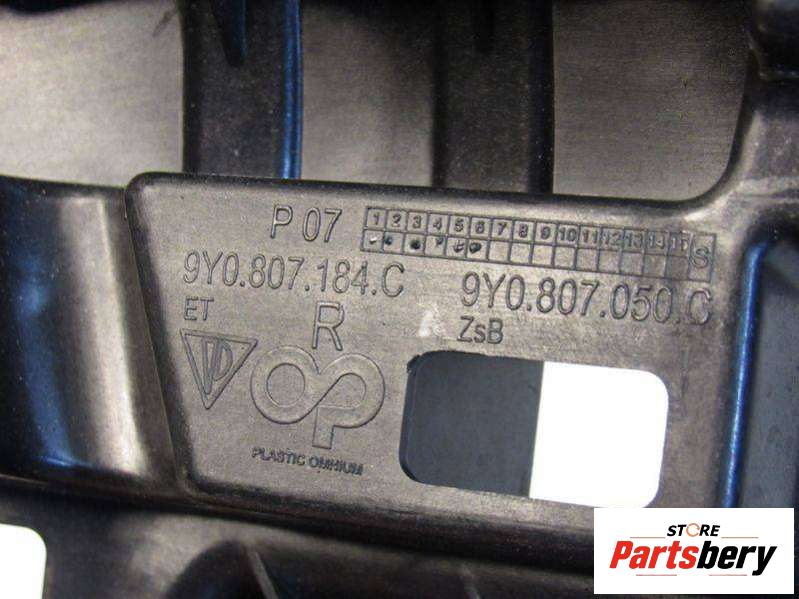 P 07
1 2 3 4 5 6 7 8 9 10 11 12 13 14 15 S
9Y0.807.184.C
9Y0.807.050.C
ET
R
ZsB
PLASTIC OMNIUM
STORE
Partsbery